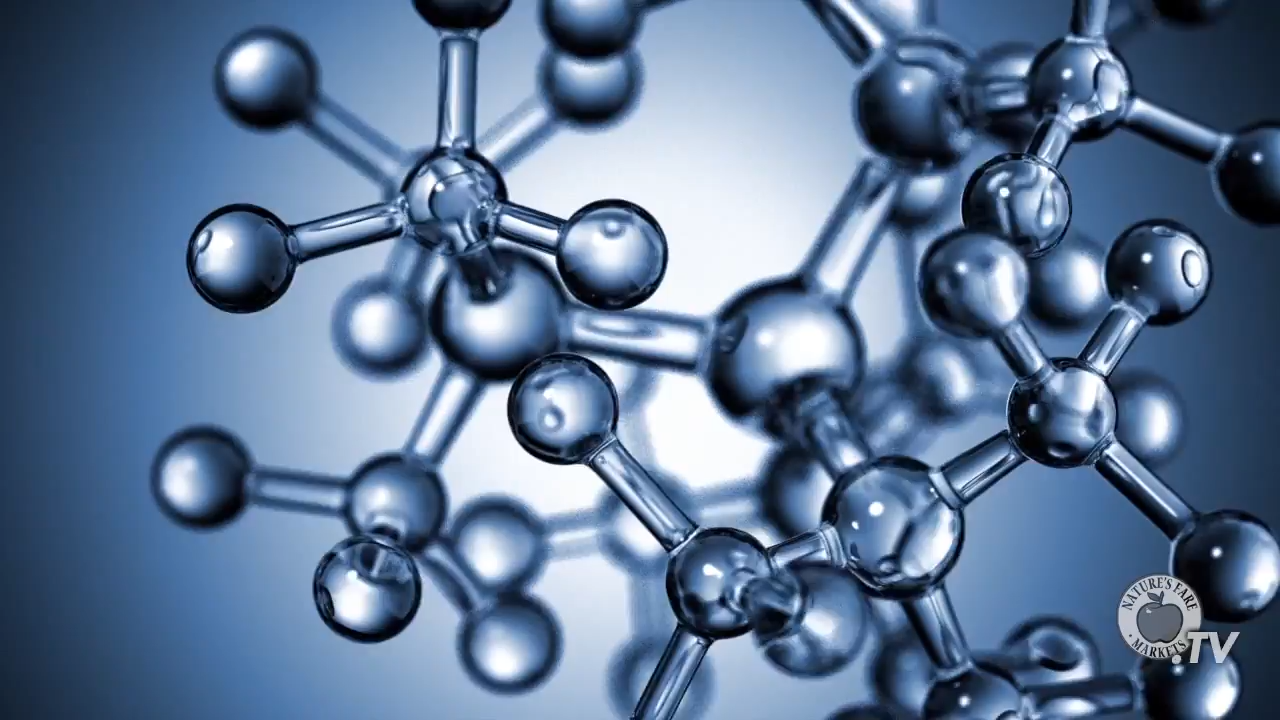 NATURE'S FARE
• MARKETS •
.TV